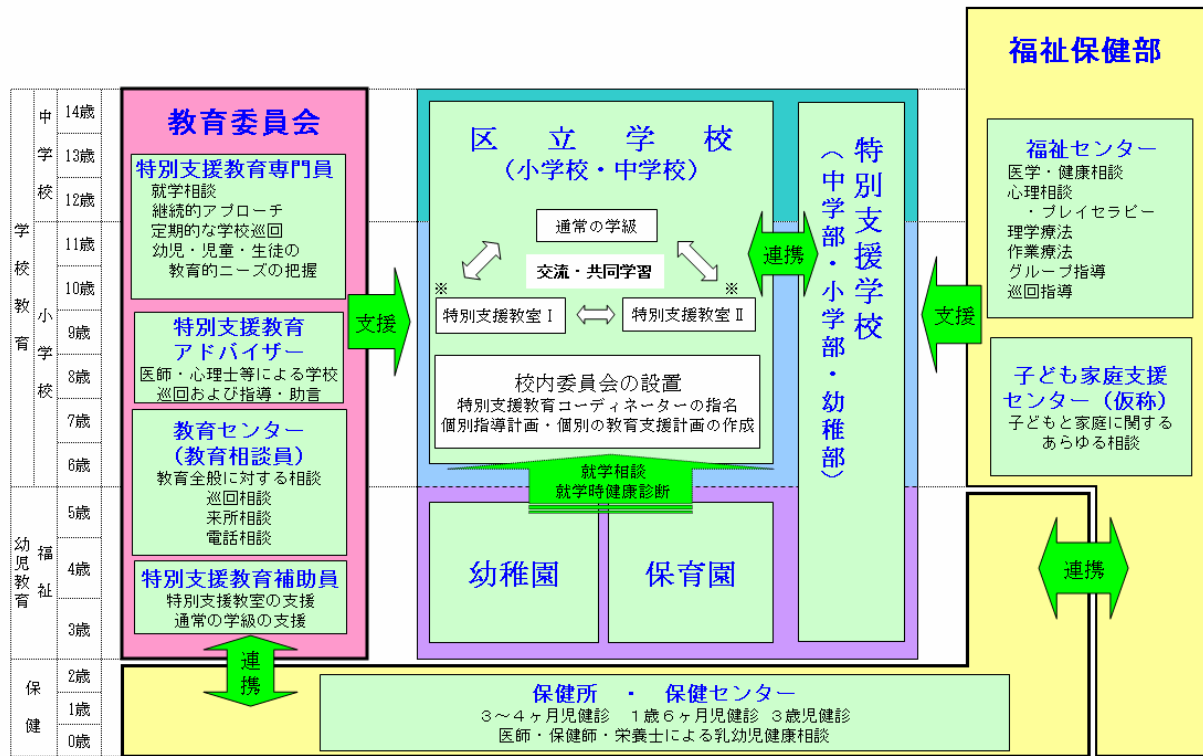 福祉保健部
学校教育
中学校
小学校
幼児教育
福祉
保健
14歳
13歳
12歳
11歳
10歳
9歳
8歳
7歳
6歳
5歳
4歳
3歳
2歳
1歳
0歳
教育委員会
特別支援教育専門員
就学相談
継続的アプローチ
定期的な学校巡回
幼児・児童・生徒の
教育的ニーズの把握
特別支援教育
アドバイザー
医師・心理士等による学校
巡回および指導・助言
教育センター
(教育相談員)
教育全般に対する相談
巡回相談
来所相談
電話相談
特別支援教育補助員
特別支援教室の支援
通常の学級の支援
連携
支援
区立学校
(小学校・中学校)
通常の学級
交流・共同学習
※
※
特別支援教室Ⅰ
特別支援教室Ⅱ
校内委員会の設置
特別支援教育コーディネーターの指名
個別指導計画・個別の教育支援計画の作成
就学相談
就学時健康診断
幼稚園
保育園
連携
特別支援学校
(中学部・小学部・幼稚部)
支援
福祉センター
医学・健康相談
心理相談
・プレイセラピー
理学療法
作業療法
グループ指導
巡回指導
子ども家庭支援
センター(仮称)
子どもと家庭に関する
あらゆる相談
連携
保健所 ・ 保健センター
3~4ヶ月児健診 1歳6ヶ月児健診 3歳児健診
医師・保健師・栄養士による乳幼児健康相談